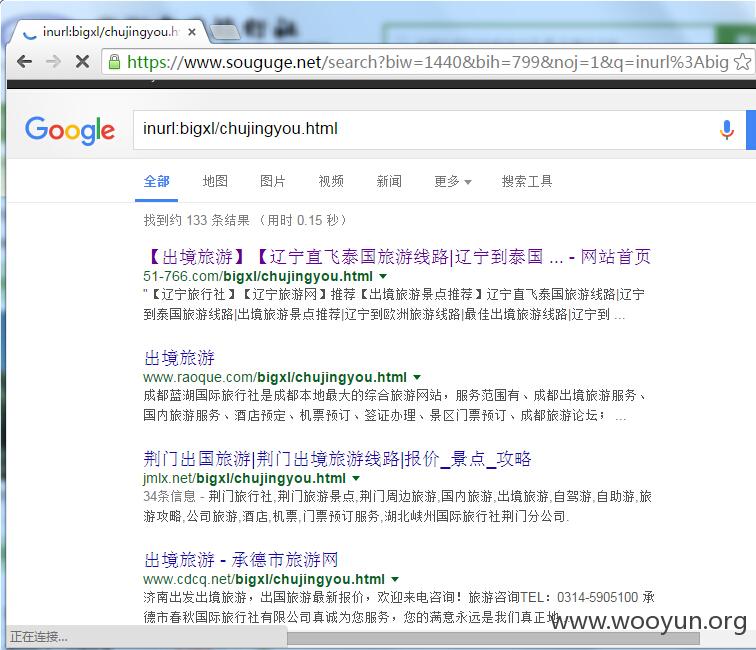 inurl:bigxl/chujingyou.h
https://www.souguge.net/search?biw=1440&bih=799&noj=1&q=inurl%3Abig
Google
inurl:bigxl/chujingyou.html
全部 地图 图片 视频 新闻 更多 搜索工具
找到约 133 条结果 （用时 0.15 秒）
【出境旅游】【辽宁直飞泰国旅游线路|辽宁到泰国 ... - 网站首页
51-766.com/bigxl/chujingyou.html
"【辽宁旅行社】【辽宁旅游网】推荐【出境旅游景点推荐】辽宁直飞泰国旅游线路|辽宁
到泰国旅游线路|出境旅游景点推荐|辽宁到欧洲旅游线路|最佳出境旅游线路|辽宁到 ...
出境旅游
www.raoque.com/bigxl/chujingyou.html
成都蓝湖国际旅行社是成都本地最大的综合旅游网站，服务范围有、成都出境旅游服务、
国内旅游服务、酒店预定、机票预订、签证办理、景区门票预订、成都旅游论坛； ...
荆门出国旅游|荆门出境旅游线路|报价_景点_攻略
jmlx.net/bigxl/chujingyou.html
34条信息 - 荆门旅行社,荆门旅游景点,荆门周边旅游,国内旅游,出境旅游,自驾游,自助游,旅
游攻略,公司旅游,酒店,机票,门票预订服务,湖北峡州国际旅行社荆门分公司.
出境旅游 - 承德市旅游网
www.cdcq.net/bigxl/chujingyou.html
济南出发出境旅游，出国旅游最新报价，欢迎来电咨询！旅游咨询TEL：0314-5905100 承
德市春秋国际旅行社有限公司真诚为您服务，您的满意永远是我们真正地...
正在连接...
www.wooyun.org